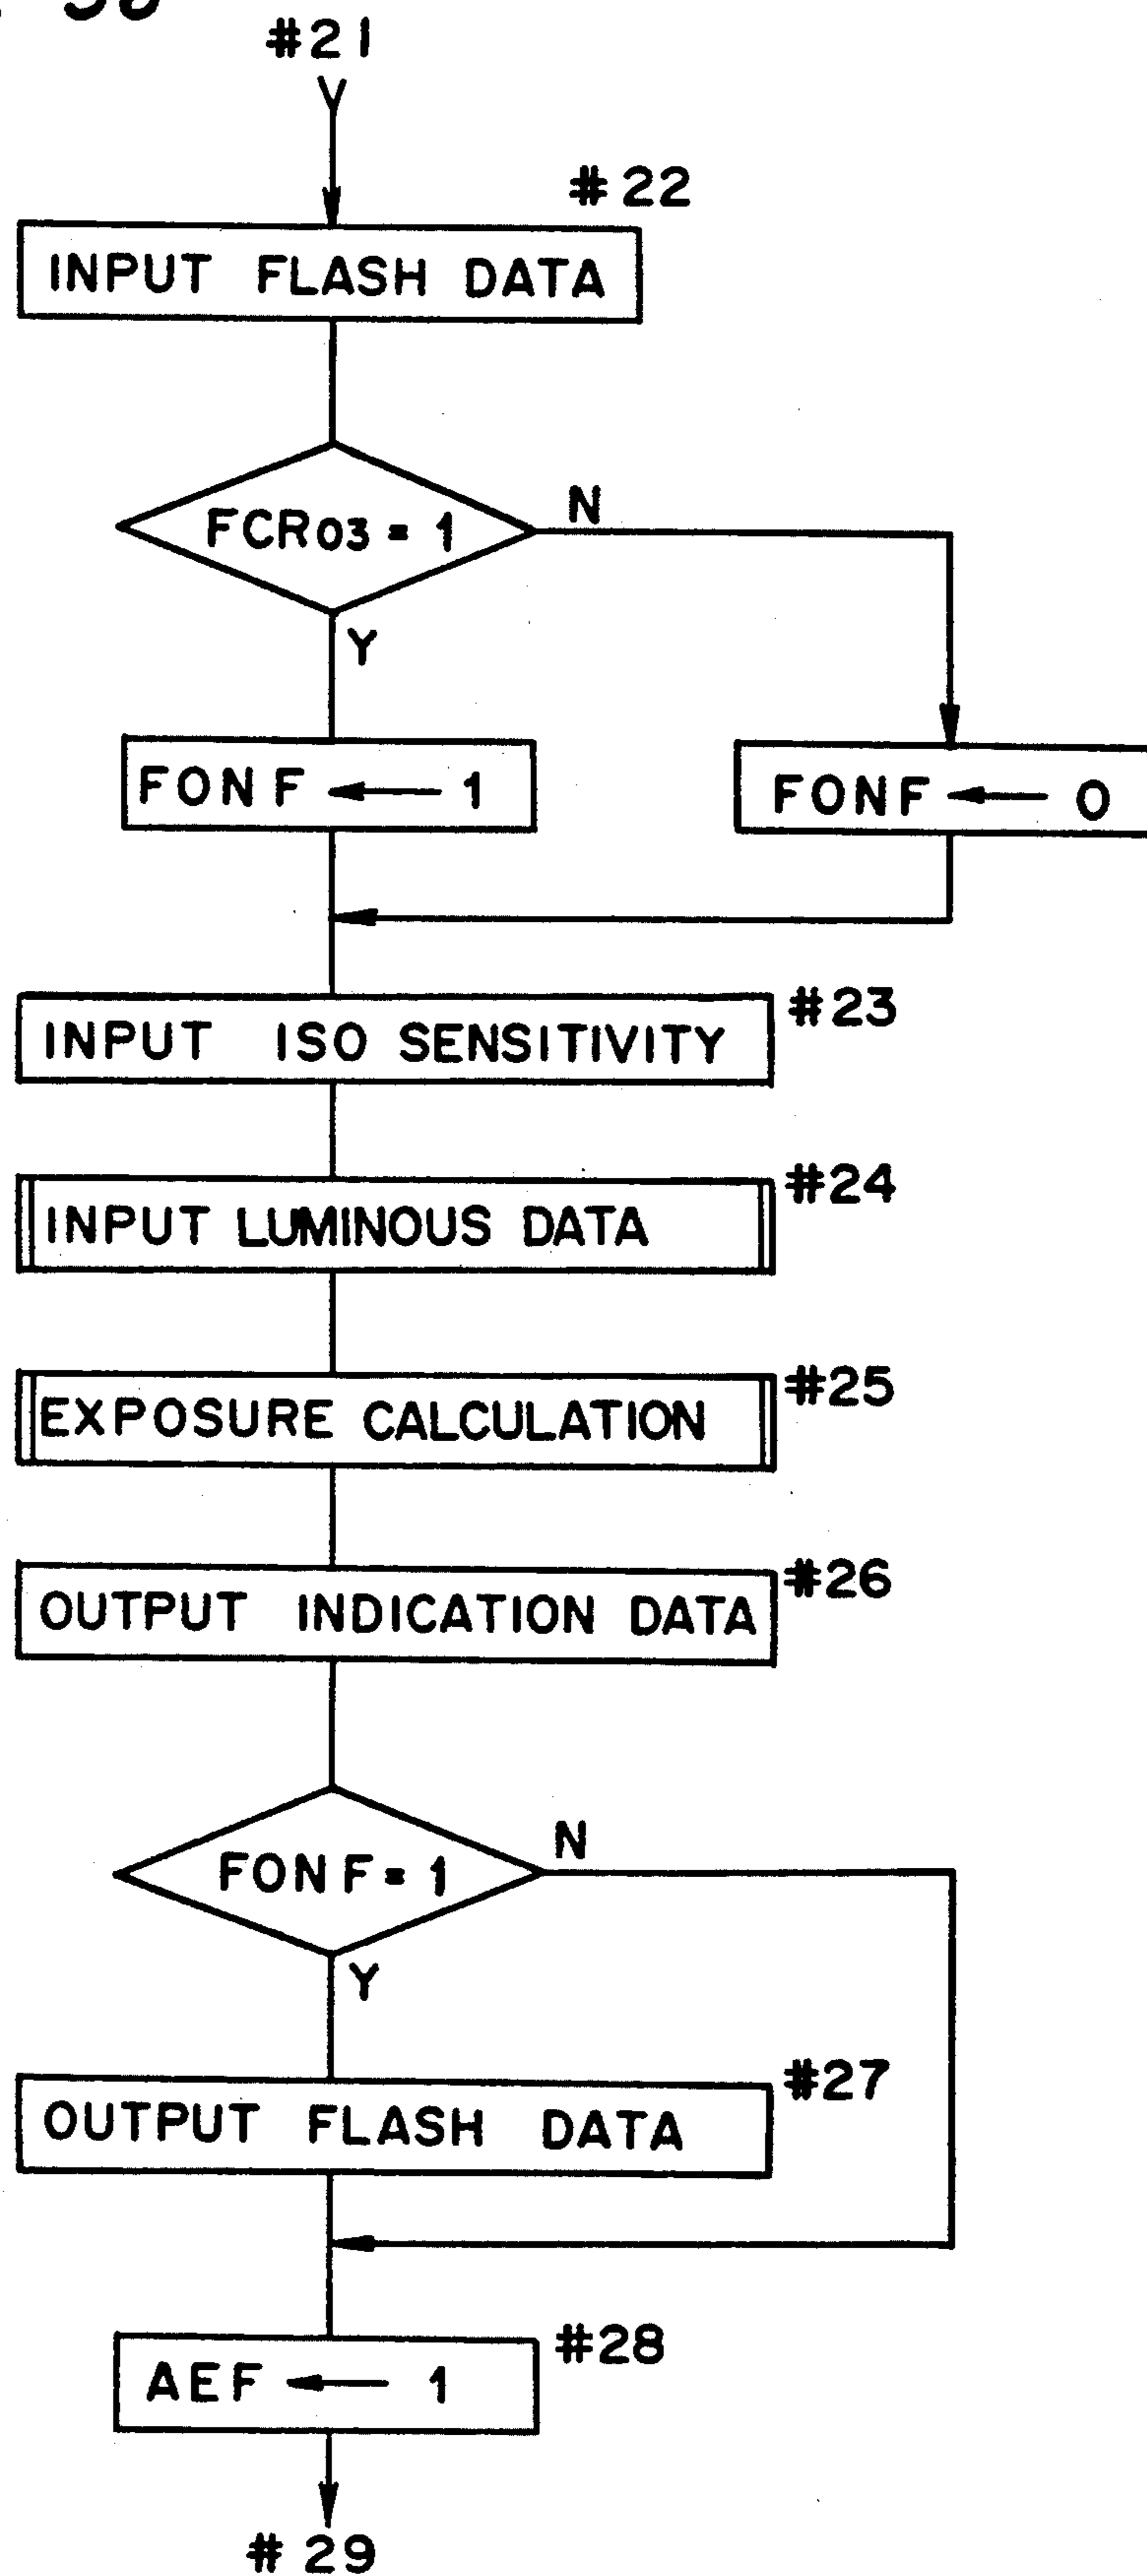 #21
#22
INPUT FLASH DATA
FCR03 = 1
N
Y
FONF ← 1
FONF ← 0
#23
INPUT ISO SENSITIVITY
#24
INPUT LUMINOUS DATA
#25
EXPOSURE CALCULATION
#26
OUTPUT INDICATION DATA
FONF = 1
N
Y
#27
OUTPUT FLASH DATA
#28
AEF ← 1
#29